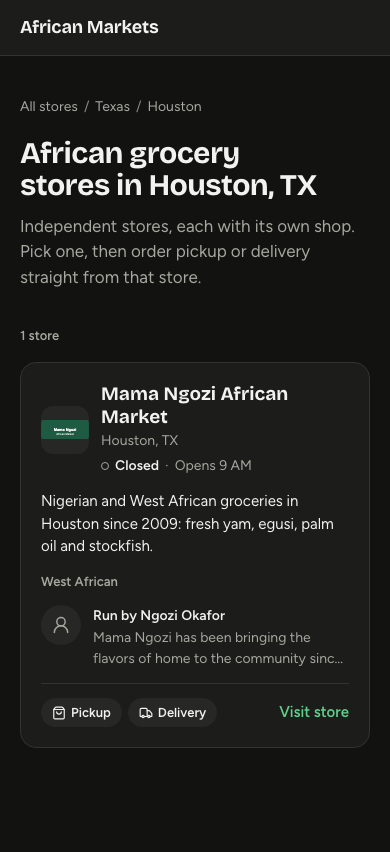 African Markets
All stores / Texas / Houston
African grocery
stores in Houston, TX
Independent stores, each with its own shop.
Pick one, then order pickup or delivery
straight from that store.
1 store
Mama Ngozi African
Market
Mama Ngozi
Houston, TX
Closed · Opens 9 AM
Nigerian and West African groceries in
Houston since 2009: fresh yam, egusi, palm
oil and stockfish.
West African
Run by Ngozi Okafor
Mama Ngozi has been bringing the
flavors of home to the community sinc...
Pickup
Delivery
Visit store